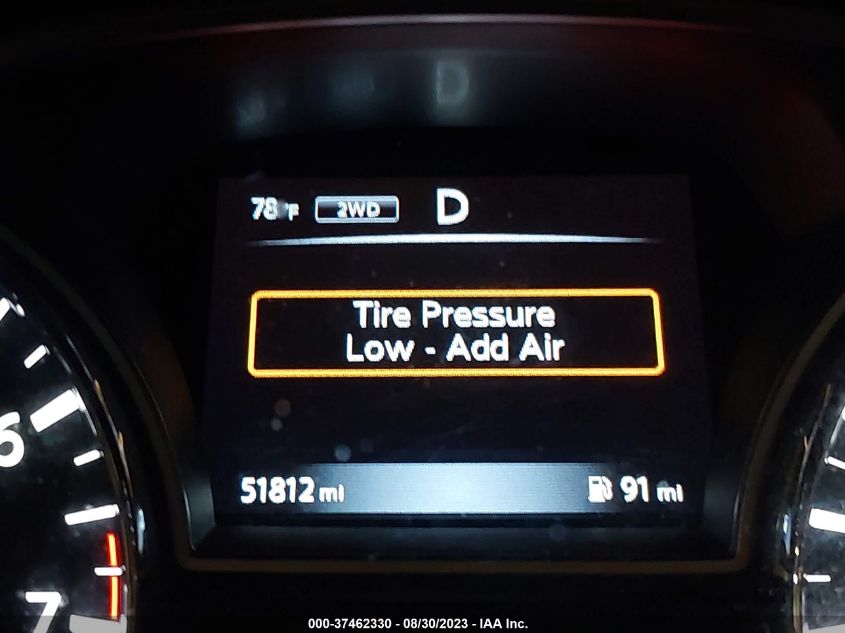 78°F 2WD D
Tire Pressure
Low - Add Air
51812 mi 91 mi
6
7
000-37462330 - 08/30/2023 - IAA Inc.